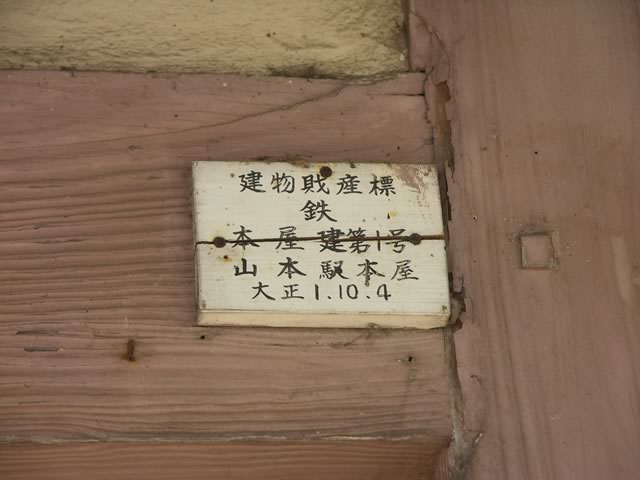 建物財産標
鉄
本屋 建第1号
山本駅本屋
大正1.10.4